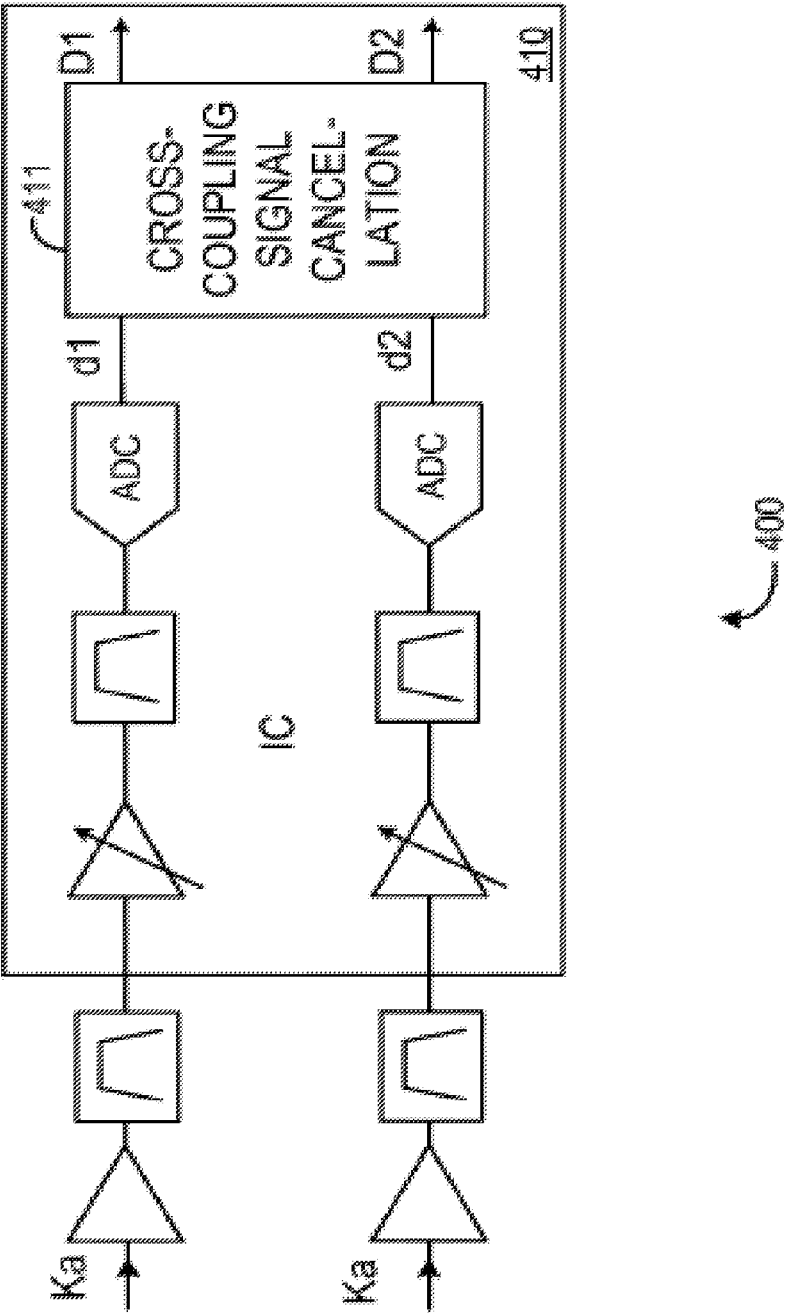 Ka
Ka
IC
ADC
ADC
d1
d2
411
CROSS-
COUPLING
SIGNAL
CANCEL-
LATION
D1
D2
410
400